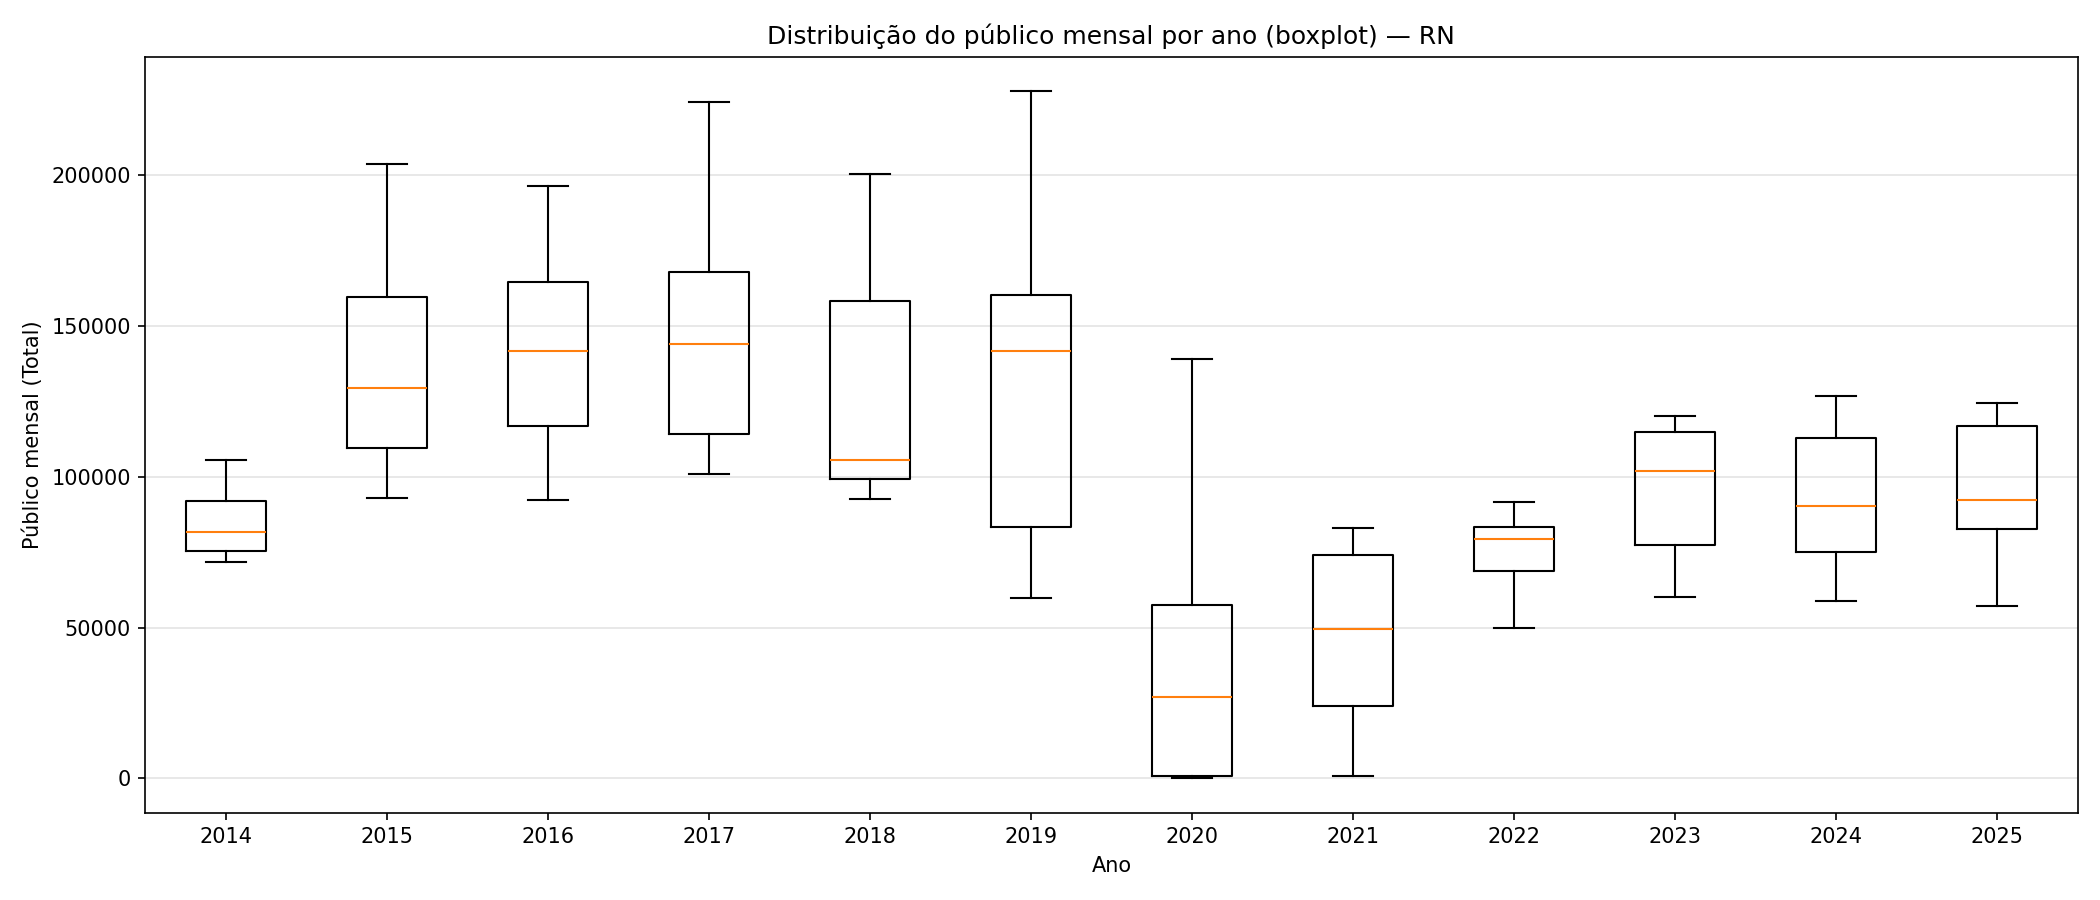 Distribuição do público mensal por ano (boxplot) — RN
Público mensal (Total)
200000
150000
100000
50000
0
2014 2015 2016 2017 2018 2019 2020 2021 2022 2023 2024 2025
Ano